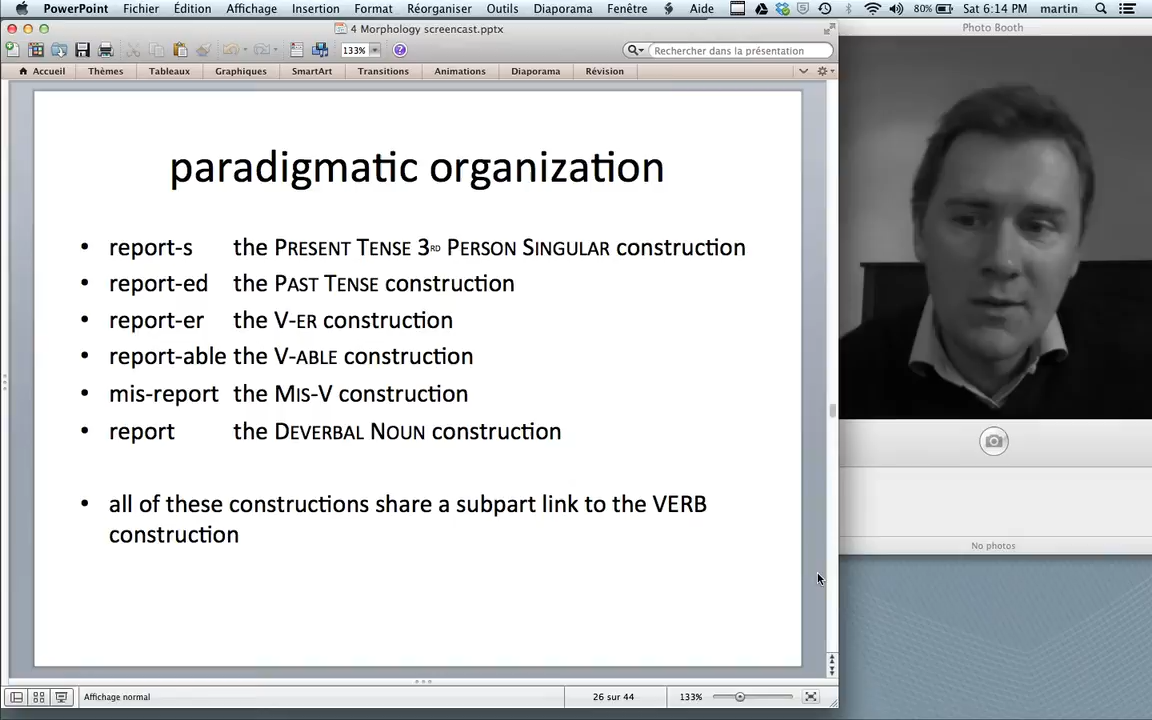 PowerPoint Fichier Édition Affichage Insertion Format Réorganiser Outils Diaporama Fenêtre Aide 80% Sat 6:14 PM martin
4 Morphology screencast.pptx
Photo Booth
133% Rechercher dans la présentation
Accueil Thèmes Tableaux Graphiques SmartArt Transitions Animations Diaporama Révision
paradigmatic organization
• report-s the PRESENT TENSE 3RD PERSON SINGULAR construction
• report-ed the PAST TENSE construction
• report-er the V-ER construction
• report-able the V-ABLE construction
• mis-report the MIS-V construction
• report the DEVERBAL NOUN construction
• all of these constructions share a subpart link to the VERB
construction
No photos
Affichage normal 26 sur 44 133%